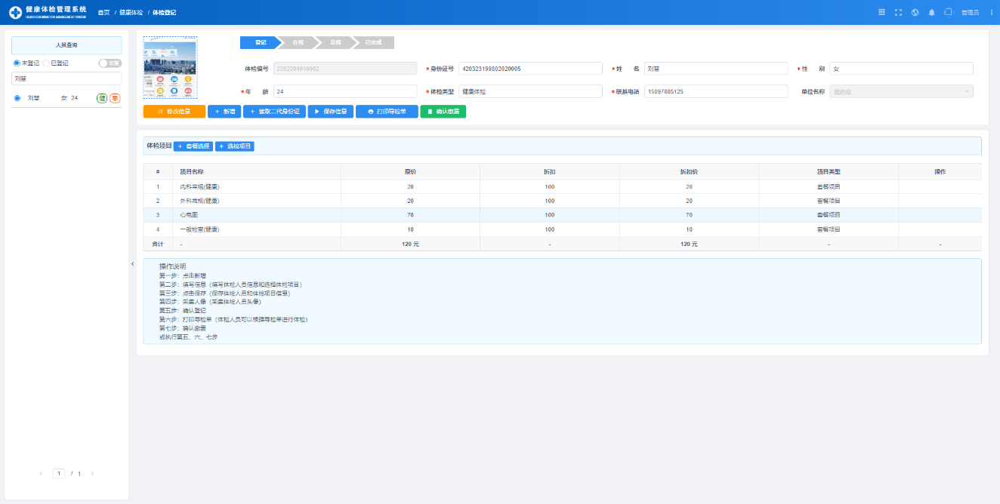 健康体检管理系统
HEALTH EXAMINATION MANAGEMENT SYSTEM
首页 / 健康体检 / 体检登记
管理员
人员查询
未登记 已登记
刘慧
刘慧 女 24 健 零
1 / 1
登记 在检 总检 已完成
体检编号 2202204010002
*身份证号 420323199802020005
*姓 名 刘慧
*性 别 女
*年 龄 24
*体检类型 健康体检
*联系电话 15897885125
单位名称 请选择
修改信息
+ 新增
+ 读取二代身份证
保存信息
打印导检单
确认缴费
体检项目 + 套餐选择 + 选检项目
# 项目名称 原价 折扣 折扣价 项目类型 操作
1 内科常规(健康) 20 100 20 套餐项目
2 外科常规(健康) 20 100 20 套餐项目
3 心电图 70 100 70 套餐项目
4 一般检查(健康) 10 100 10 套餐项目
合计 - 120 元 - 120 元 - -
操作说明
第一步：点击新增
第二步：填写信息（填写体检人员信息和选择体检项目）
第三步：点击保存（保存体检人员和体检项目信息）
第四步：采集人像（采集体检人员头像）
第五步：确认登记
第六步：打印导检单（体检人员可以根据导检单进行体检）
第七步：确认缴费
或执行第五、六、七步